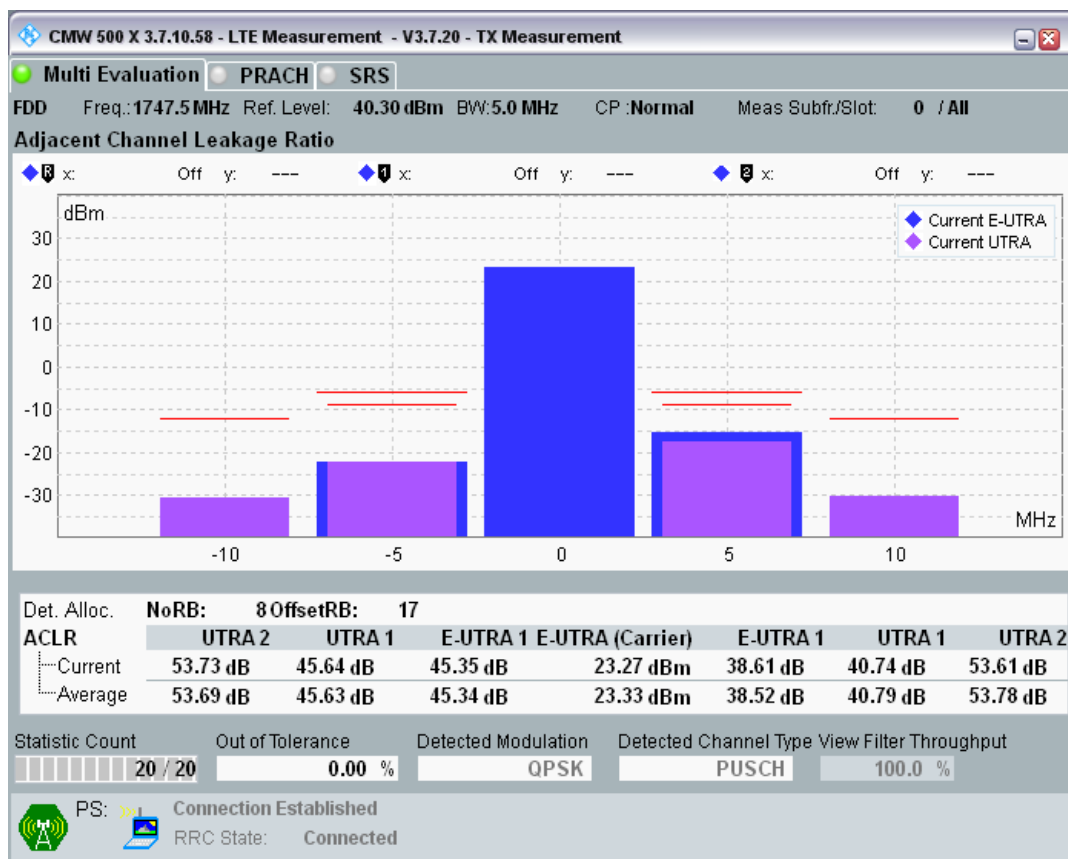 CMW 500 X 3.7.10.58 - LTE Measurement - V3.7.20 - TX Measurement
Multi Evaluation PRACH SRS
FDD Freq.: 1747.5 MHz Ref. Level: 40.30 dBm BW: 5.0 MHz CP : Normal Meas Subfr./Slot: 0 / All
Adjacent Channel Leakage Ratio
R x: Off y: --- 1 x: Off y: --- 2 x: Off y: ---
dBm
Current E-UTRA
Current UTRA
30
20
10
0
-10
-20
-30
MHz
-10 -5 0 5 10
Det. Alloc. NoRB: 8 OffsetRB: 17
ACLR UTRA 2 UTRA 1 E-UTRA 1 E-UTRA (Carrier) E-UTRA 1 UTRA 1 UTRA 2
Current 53.73 dB 45.64 dB 45.35 dB 23.27 dBm 38.61 dB 40.74 dB 53.61 dB
Average 53.69 dB 45.63 dB 45.34 dB 23.33 dBm 38.52 dB 40.79 dB 53.78 dB
Statistic Count Out of Tolerance Detected Modulation Detected Channel Type View Filter Throughput
20 / 20 0.00 % QPSK PUSCH 100.0 %
PS: Connection Established
RRC State: Connected